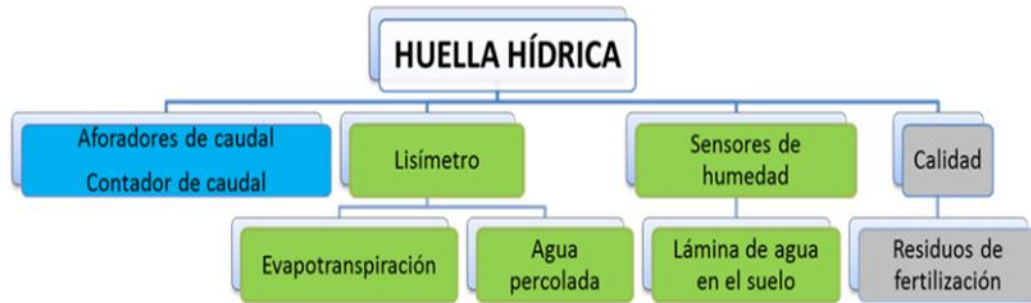 HUELLA HÍDRICA
Aforadores de caudal
Contador de caudal
Lisímetro
Sensores de
humedad
Calidad
Evapotranspiración
Agua
percolada
Lámina de agua
en el suelo
Residuos de
fertilización